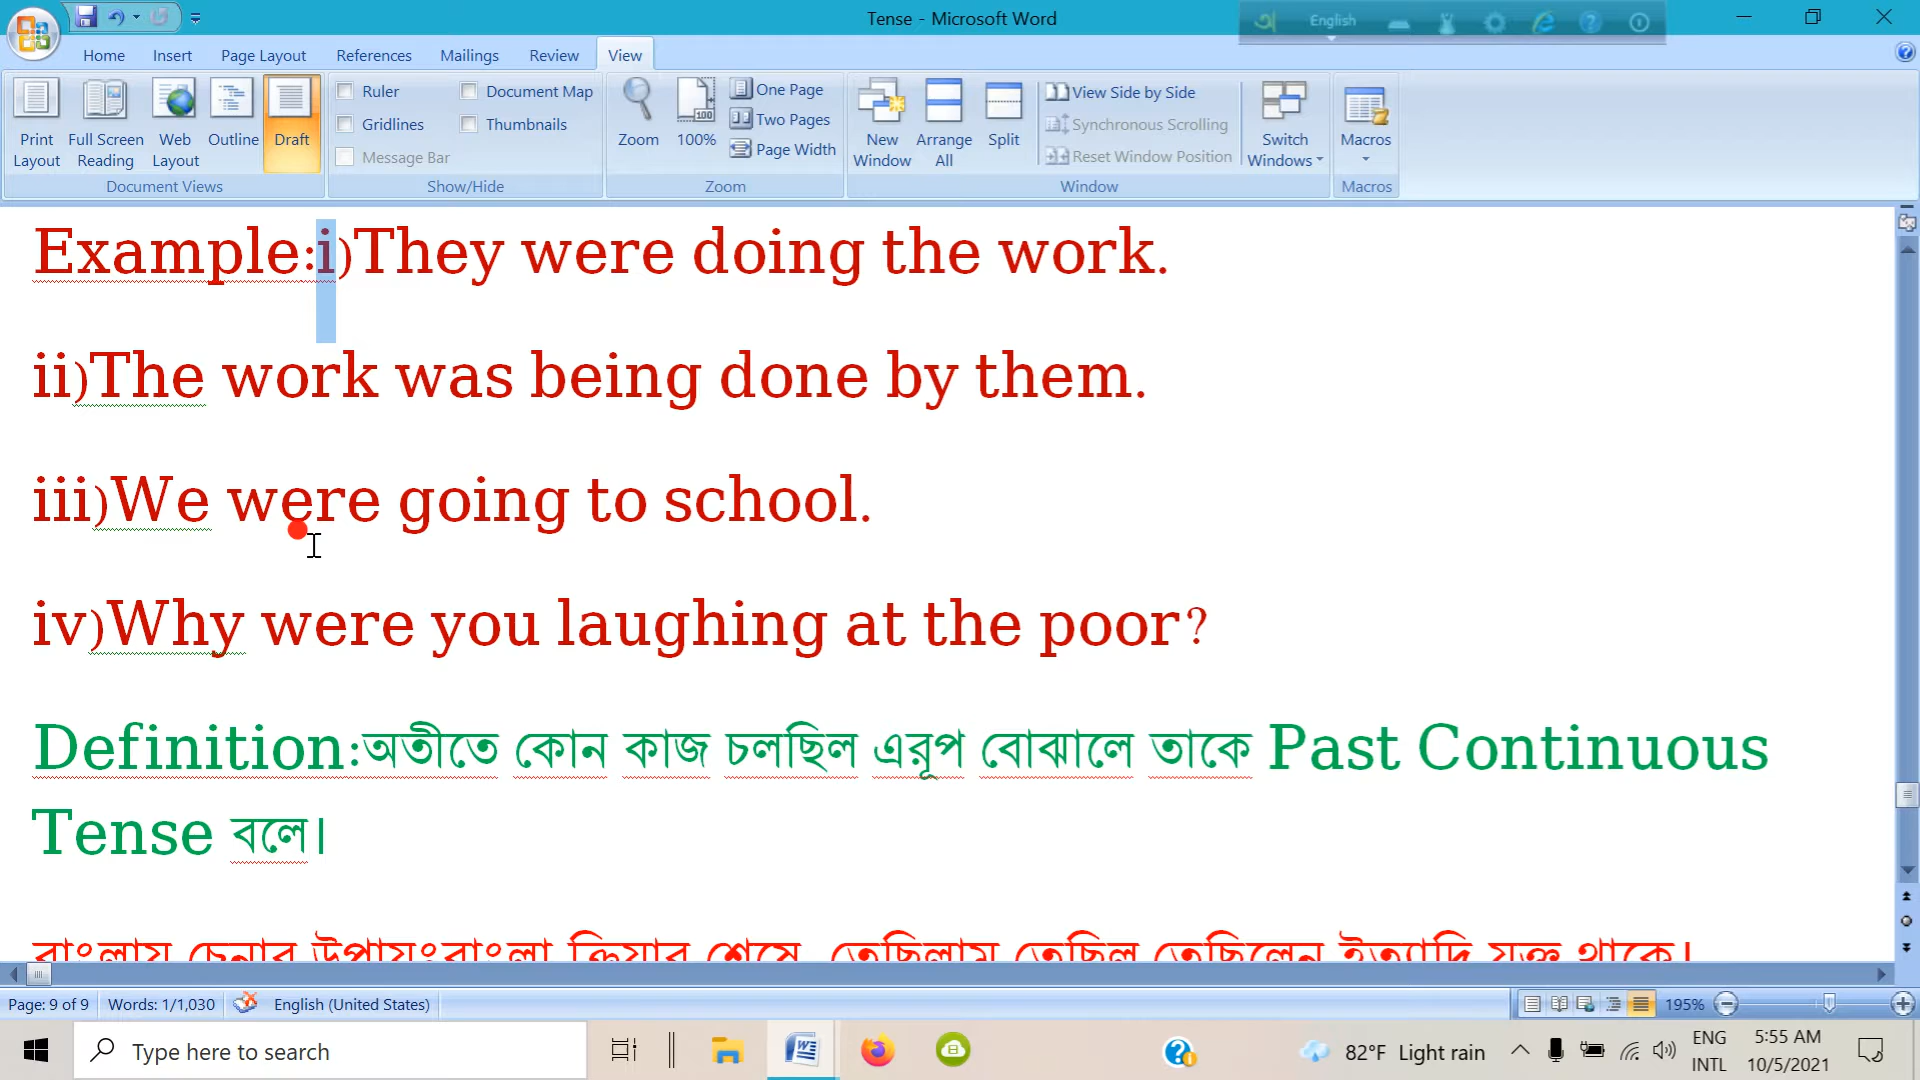 Tense - Microsoft Word
English
Home Insert Page Layout References Mailings Review View
Print Layout
Full Screen Reading
Web Layout
Outline
Draft
Document Views
Ruler
Gridlines
Message Bar
Document Map
Thumbnails
Show/Hide
Zoom
100%
One Page
Two Pages
Page Width
Zoom
New Window
Arrange All
Split
View Side by Side
Synchronous Scrolling
Reset Window Position
Window
Switch Windows
Macros
Macros
Example:i)They were doing the work.
ii)The work was being done by them.
iii)We were going to school.
iv)Why were you laughing at the poor?
Definition:অতীতে কোন কাজ চলছিল এরূপ বোঝালে তাকে Past Continuous
Tense বলে।
বাংলায় চেনার উপায়ঃবাংলা ক্রিয়ার শেষে তেছিলাম তেছিল তেছিলেন ইত্যাদি যুক্ত থাকে।
Page: 9 of 9 Words: 1/1,030 English (United States) 195%
Type here to search
82°F Light rain
ENG
INTL
5:55 AM
10/5/2021